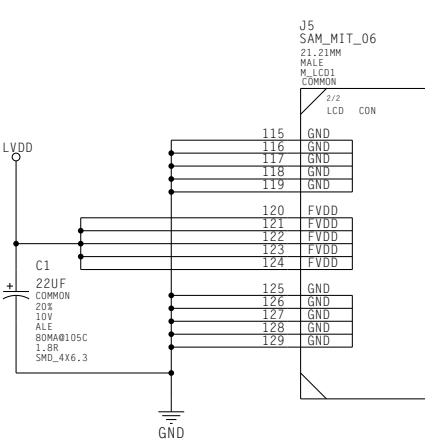 J5
SAM_MIT_06
21.21MM
MALE
M_LCD1
COMMON
2/2
LCD CON
115 GND
116 GND
117 GND
118 GND
119 GND
LVDD
120 FVDD
121 FVDD
122 FVDD
123 FVDD
124 FVDD
C1
+ 22UF
COMMON
20%
10V
ALE
80MA@105C
1.8R
SMD_4X6.3
125 GND
126 GND
127 GND
128 GND
129 GND
GND